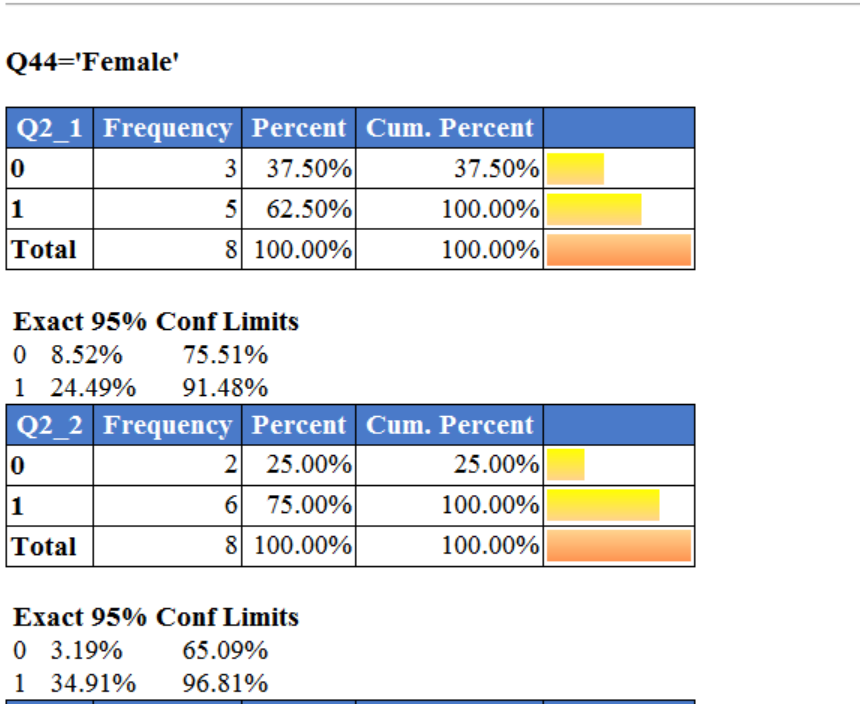 Q44='Female'
Q2_1 Frequency Percent Cum. Percent
0 3 37.50% 37.50%
1 5 62.50% 100.00%
Total 8 100.00% 100.00%
Exact 95% Conf Limits
0 8.52% 75.51%
1 24.49% 91.48%
Q2_2 Frequency Percent Cum. Percent
0 2 25.00% 25.00%
1 6 75.00% 100.00%
Total 8 100.00% 100.00%
Exact 95% Conf Limits
0 3.19% 65.09%
1 34.91% 96.81%